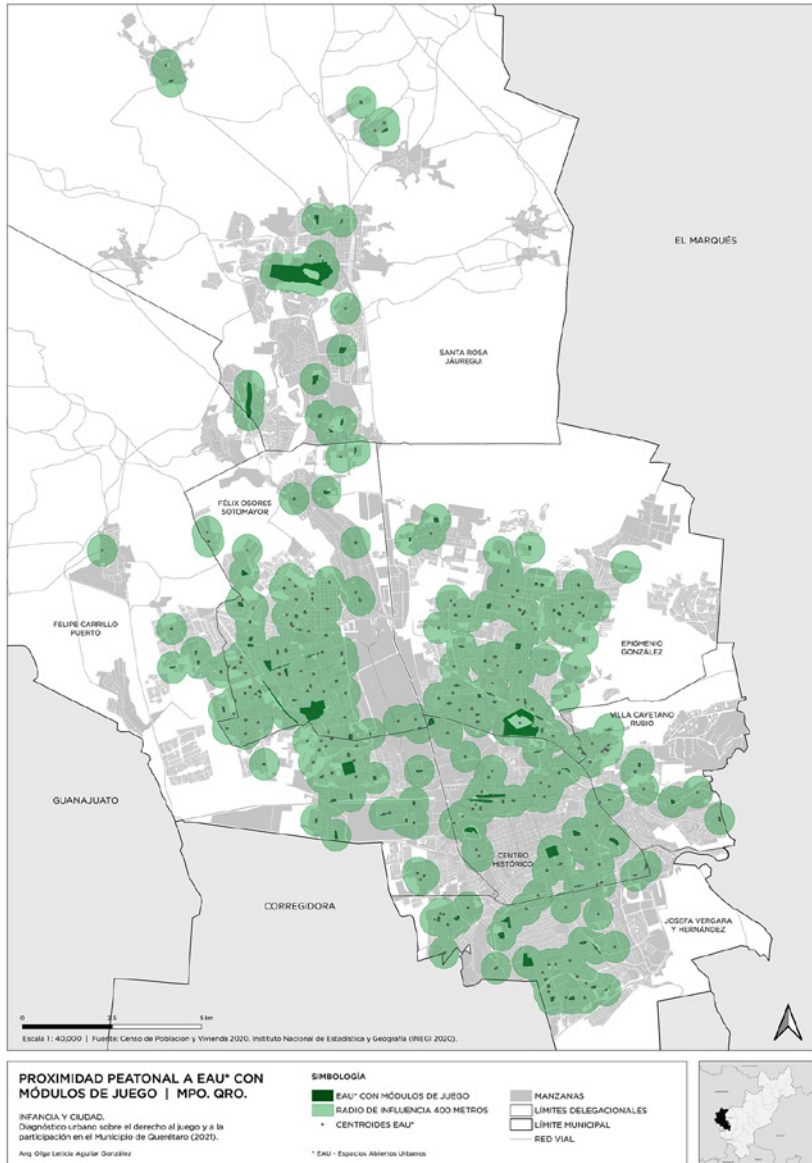 EL MARQUÉS
SANTA ROSA
JÁUREGUI
FÉLIX OSORES
SOTOMAYOR
FELIPE CARRILLO
PUERTO
EPIGMENIO
GONZÁLEZ
VILLA CAYETANO
RUBIO
GUANAJUATO
CENTRO
HISTÓRICO
CORREGIDORA
JOSEFA VERGARA
Y HERNÁNDEZ
0 2.5 5 km
Escala 1 : 40,000 | Fuente: Censo de Población y Vivienda 2020. Instituto Nacional de Estadística y Geografía (INEGI 2020).
PROXIMIDAD PEATONAL A EAU* CON
MÓDULOS DE JUEGO | MPO. QRO.
INFANCIA Y CIUDAD.
Diagnóstico urbano sobre el derecho al juego y a la
participación en el Municipio de Querétaro (2021).
Arq. Olga Leticia Aguilar González
SIMBOLOGÍA
EAU* CON MÓDULOS DE JUEGO
RADIO DE INFLUENCIA 400 METROS
CENTROIDES EAU*
* EAU - Espacios Abiertos Urbanos
MANZANAS
LÍMITES DELEGACIONALES
LÍMITE MUNICIPAL
RED VIAL